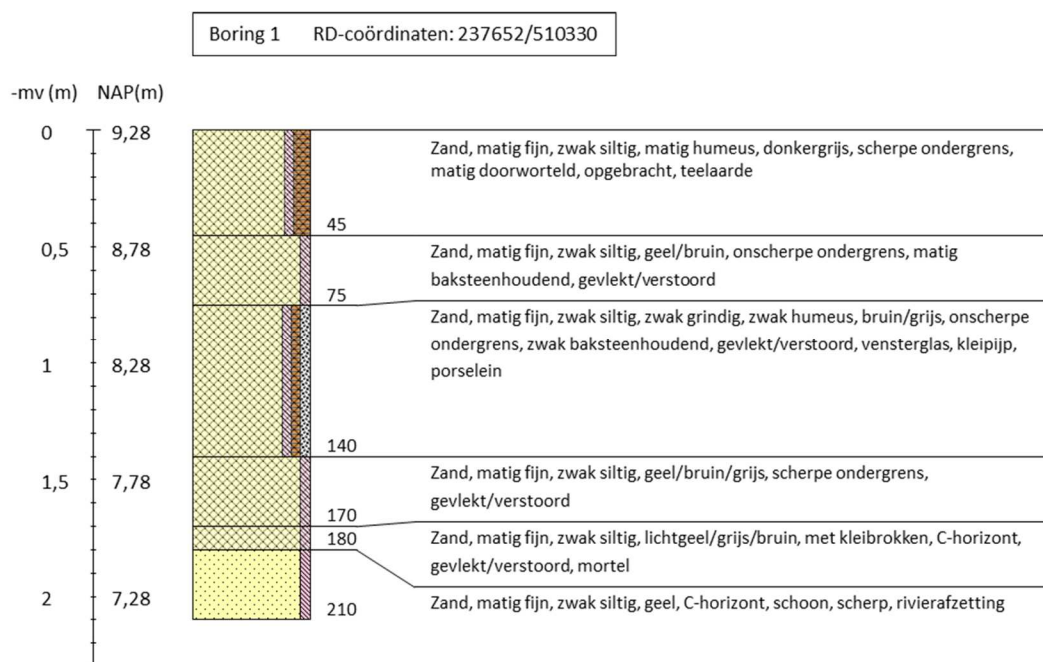 Boring 1 RD-coördinaten: 237652/510330
-mv (m) NAP(m)
0 9,28
Zand, matig fijn, zwak siltig, matig humeus, donkergrijs, scherpe ondergrens,
matig doorworteld, opgebracht, teelaarde
45
0,5 8,78
Zand, matig fijn, zwak siltig, geel/bruin, onscherpe ondergrens, matig
baksteenhoudend, gevlekt/verstoord
75
Zand, matig fijn, zwak siltig, zwak grindig, zwak humeus, bruin/grijs, onscherpe
ondergrens, zwak baksteenhoudend, gevlekt/verstoord, vensterglas, kleipijp,
porselein
1 8,28
140
1,5 7,78
Zand, matig fijn, zwak siltig, geel/bruin/grijs, scherpe ondergrens,
gevlekt/verstoord
170
180
Zand, matig fijn, zwak siltig, lichtgeel/grijs/bruin, met kleibrokken, C-horizont,
gevlekt/verstoord, mortel
2 7,28
210
Zand, matig fijn, zwak siltig, geel, C-horizont, schoon, scherp, rivierafzetting